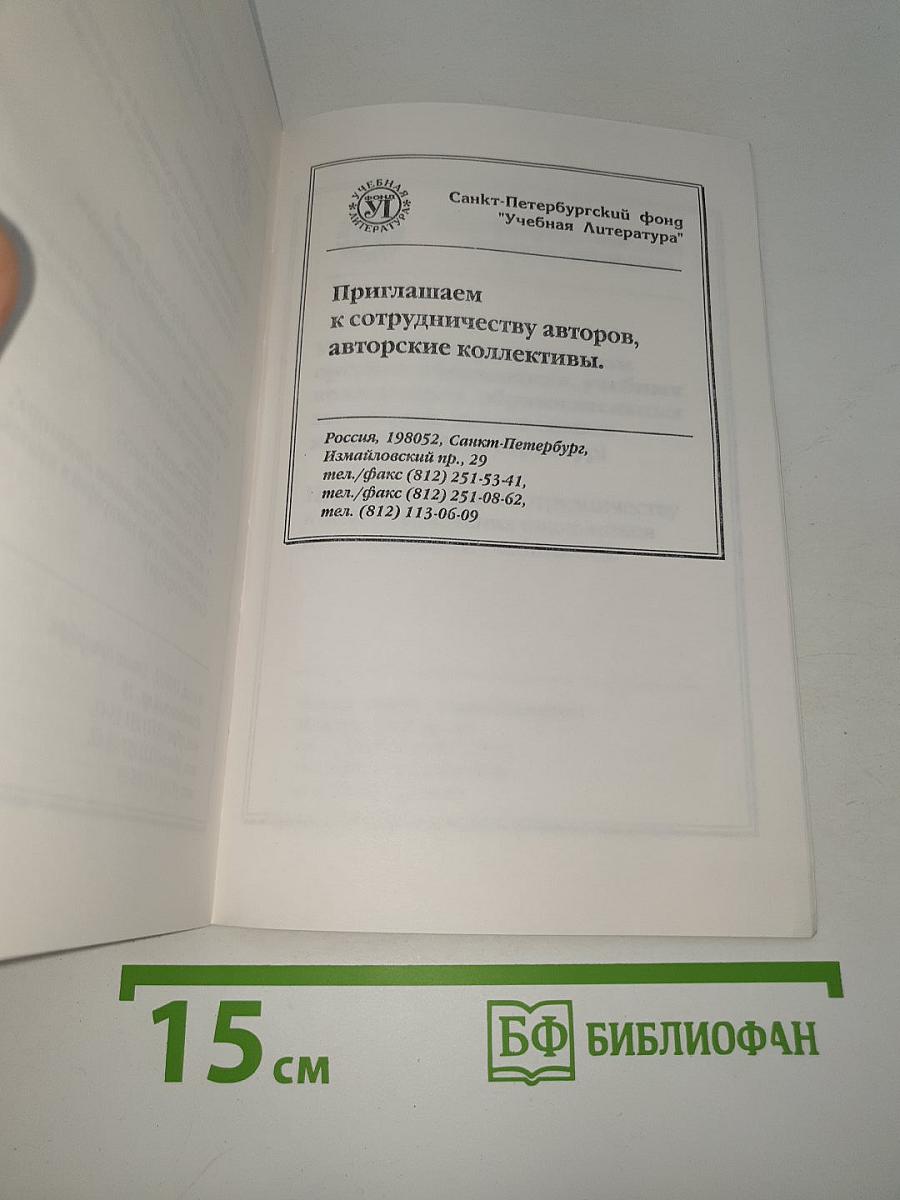 УЧЕБНАЯ
ФОНД
УЛ
* ЛИТЕРАТУРА *
Санкт-Петербургский фонд
"Учебная Литература"
Приглашаем
к сотрудничеству авторов,
авторские коллективы.
Россия, 198052, Санкт-Петербург,
Измайловский пр., 29
тел./факс (812) 251-53-41,
тел./факс (812) 251-08-62,
тел. (812) 113-06-09
15 см
БФ БИБЛИОФАН